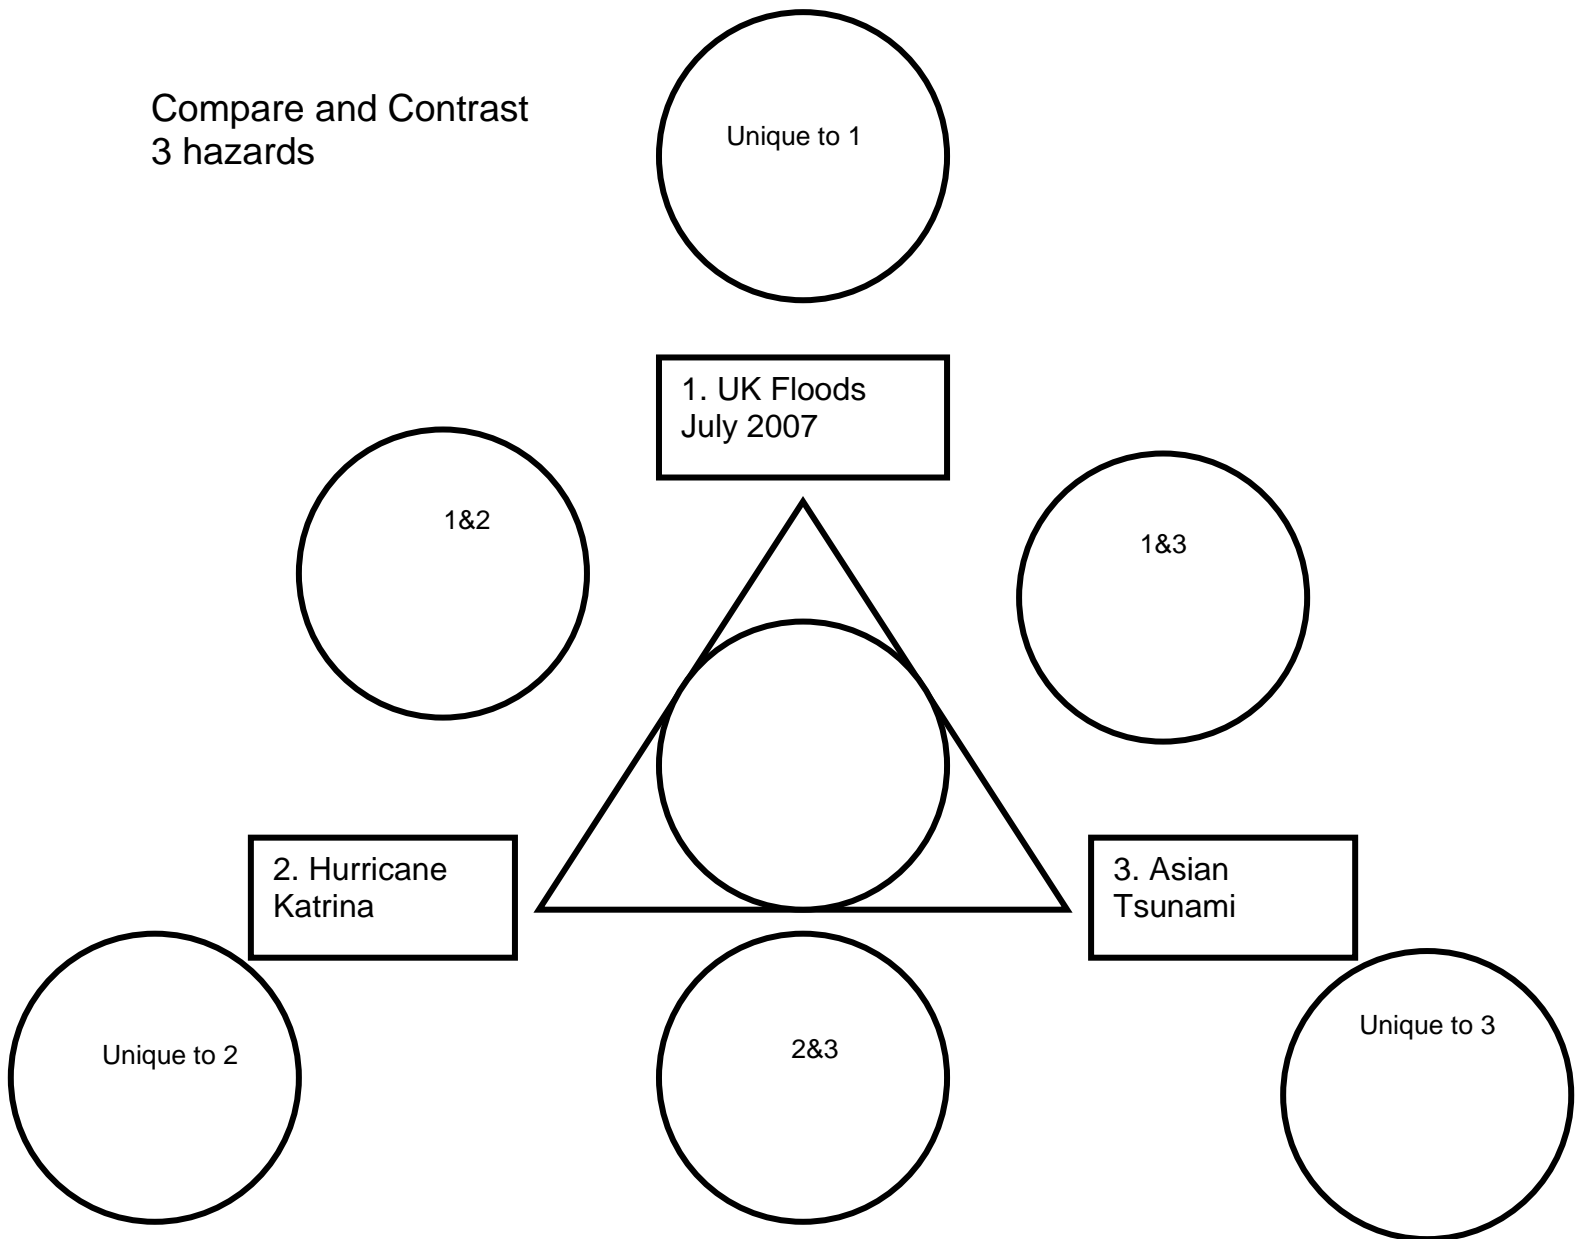 Compare and Contrast
3 hazards
Unique to 1
1. UK Floods
July 2007
1&2
1&3
2. Hurricane
Katrina
3. Asian
Tsunami
Unique to 2
2&3
Unique to 3